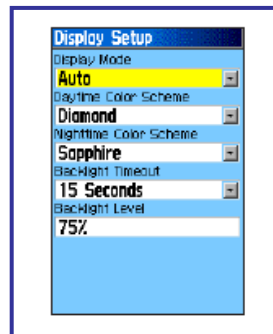 Display Setup
Display Mode
Auto
Daytime Color Scheme
Diamond
Nighttime Color Scheme
Sapphire
Backlight Timeout
15 Seconds
Backlight Level
75%